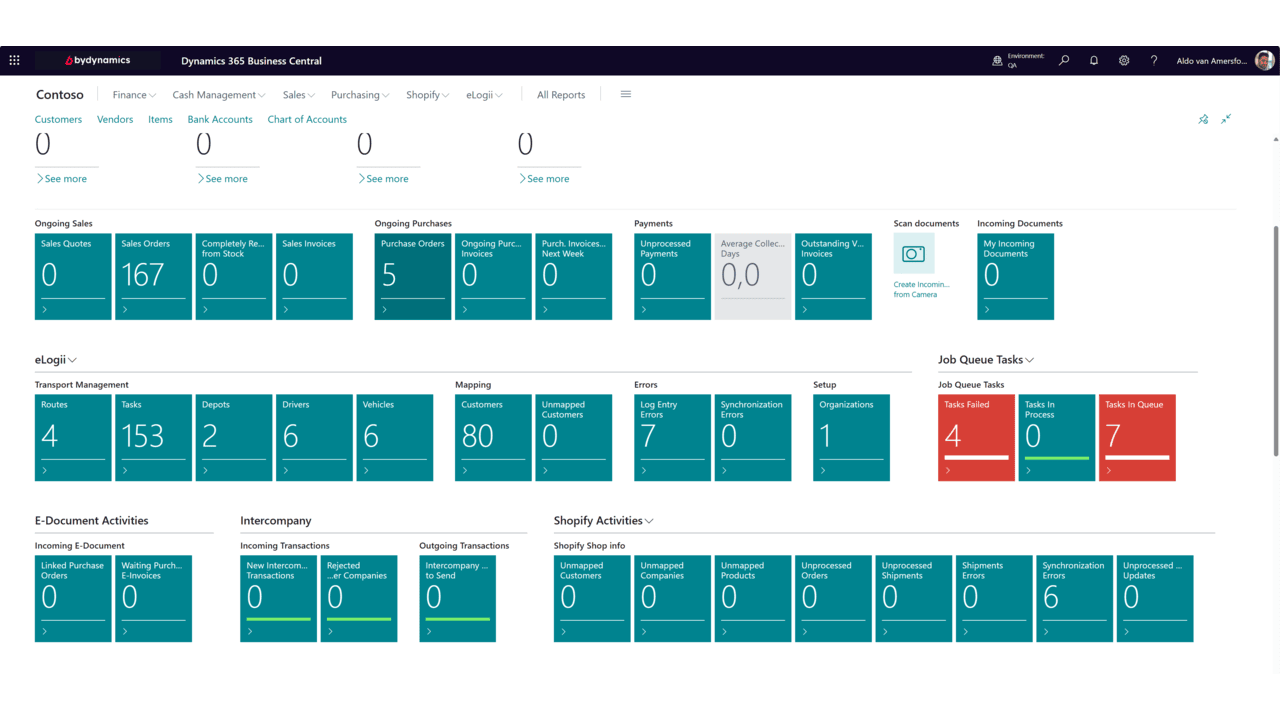 bydynamics
Dynamics 365 Business Central
Environment:
QA
?
Aldo van Amersfo...
Contoso
Finance
Cash Management
Sales
Purchasing
Shopify
eLogii
All Reports
Customers
Vendors
Items
Bank Accounts
Chart of Accounts
0
0
0
0
See more
See more
See more
See more
Ongoing Sales
Sales Quotes
0
Sales Orders
167
Completely Re...
from Stock
0
Sales Invoices
0
Ongoing Purchases
Purchase Orders
5
Ongoing Purc...
Invoices
0
Purch. Invoices...
Next Week
0
Payments
Unprocessed
Payments
0
Average Collec...
Days
0,0
Outstanding V...
Invoices
0
Scan documents
Create Incomin...
from Camera
Incoming Documents
My Incoming
Documents
0
eLogii
Transport Management
Routes
4
Tasks
153
Depots
2
Drivers
6
Vehicles
6
Mapping
Customers
80
Unmapped
Customers
0
Errors
Log Entry
Errors
7
Synchronization
Errors
0
Setup
Organizations
1
Job Queue Tasks
Job Queue Tasks
Tasks Failed
4
Tasks In
Process
0
Tasks In Queue
7
E-Document Activities
Incoming E-Document
Linked Purchase
Orders
0
Waiting Purch...
E-Invoices
0
Intercompany
Incoming Transactions
New Intercom...
Transactions
0
Rejected
...er Companies
0
Outgoing Transactions
Intercompany ...
to Send
0
Shopify Activities
Shopify Shop info
Unmapped
Customers
0
Unmapped
Companies
0
Unmapped
Products
0
Unprocessed
Orders
0
Unprocessed
Shipments
0
Shipments
Errors
0
Synchronization
Errors
6
Unprocessed ...
Updates
0